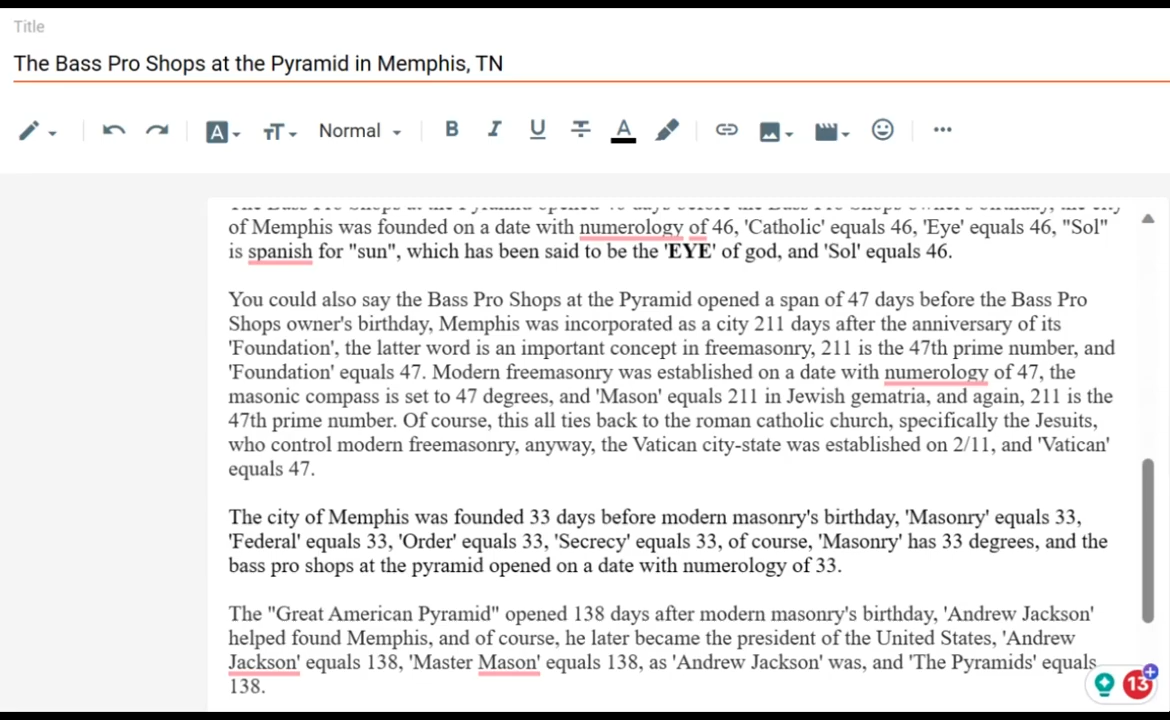 Title
The Bass Pro Shops at the Pyramid in Memphis, TN
Normal
B I U T A
of Memphis was founded on a date with numerology of 46, 'Catholic' equals 46, 'Eye' equals 46, "Sol"
is spanish for "sun", which has been said to be the 'EYE' of god, and 'Sol' equals 46.
You could also say the Bass Pro Shops at the Pyramid opened a span of 47 days before the Bass Pro
Shops owner's birthday, Memphis was incorporated as a city 211 days after the anniversary of its
'Foundation', the latter word is an important concept in freemasonry, 211 is the 47th prime number, and
'Foundation' equals 47. Modern freemasonry was established on a date with numerology of 47, the
masonic compass is set to 47 degrees, and 'Mason' equals 211 in Jewish gematria, and again, 211 is the
47th prime number. Of course, this all ties back to the roman catholic church, specifically the Jesuits,
who control modern freemasonry, anyway, the Vatican city-state was established on 2/11, and 'Vatican'
equals 47.
The city of Memphis was founded 33 days before modern masonry's birthday, 'Masonry' equals 33,
'Federal' equals 33, 'Order' equals 33, 'Secrecy' equals 33, of course, 'Masonry' has 33 degrees, and the
bass pro shops at the pyramid opened on a date with numerology of 33.
The "Great American Pyramid" opened 138 days after modern masonry's birthday, 'Andrew Jackson'
helped found Memphis, and of course, he later became the president of the United States, 'Andrew
Jackson' equals 138, 'Master Mason' equals 138, as 'Andrew Jackson' was, and 'The Pyramids' equals
138.
13